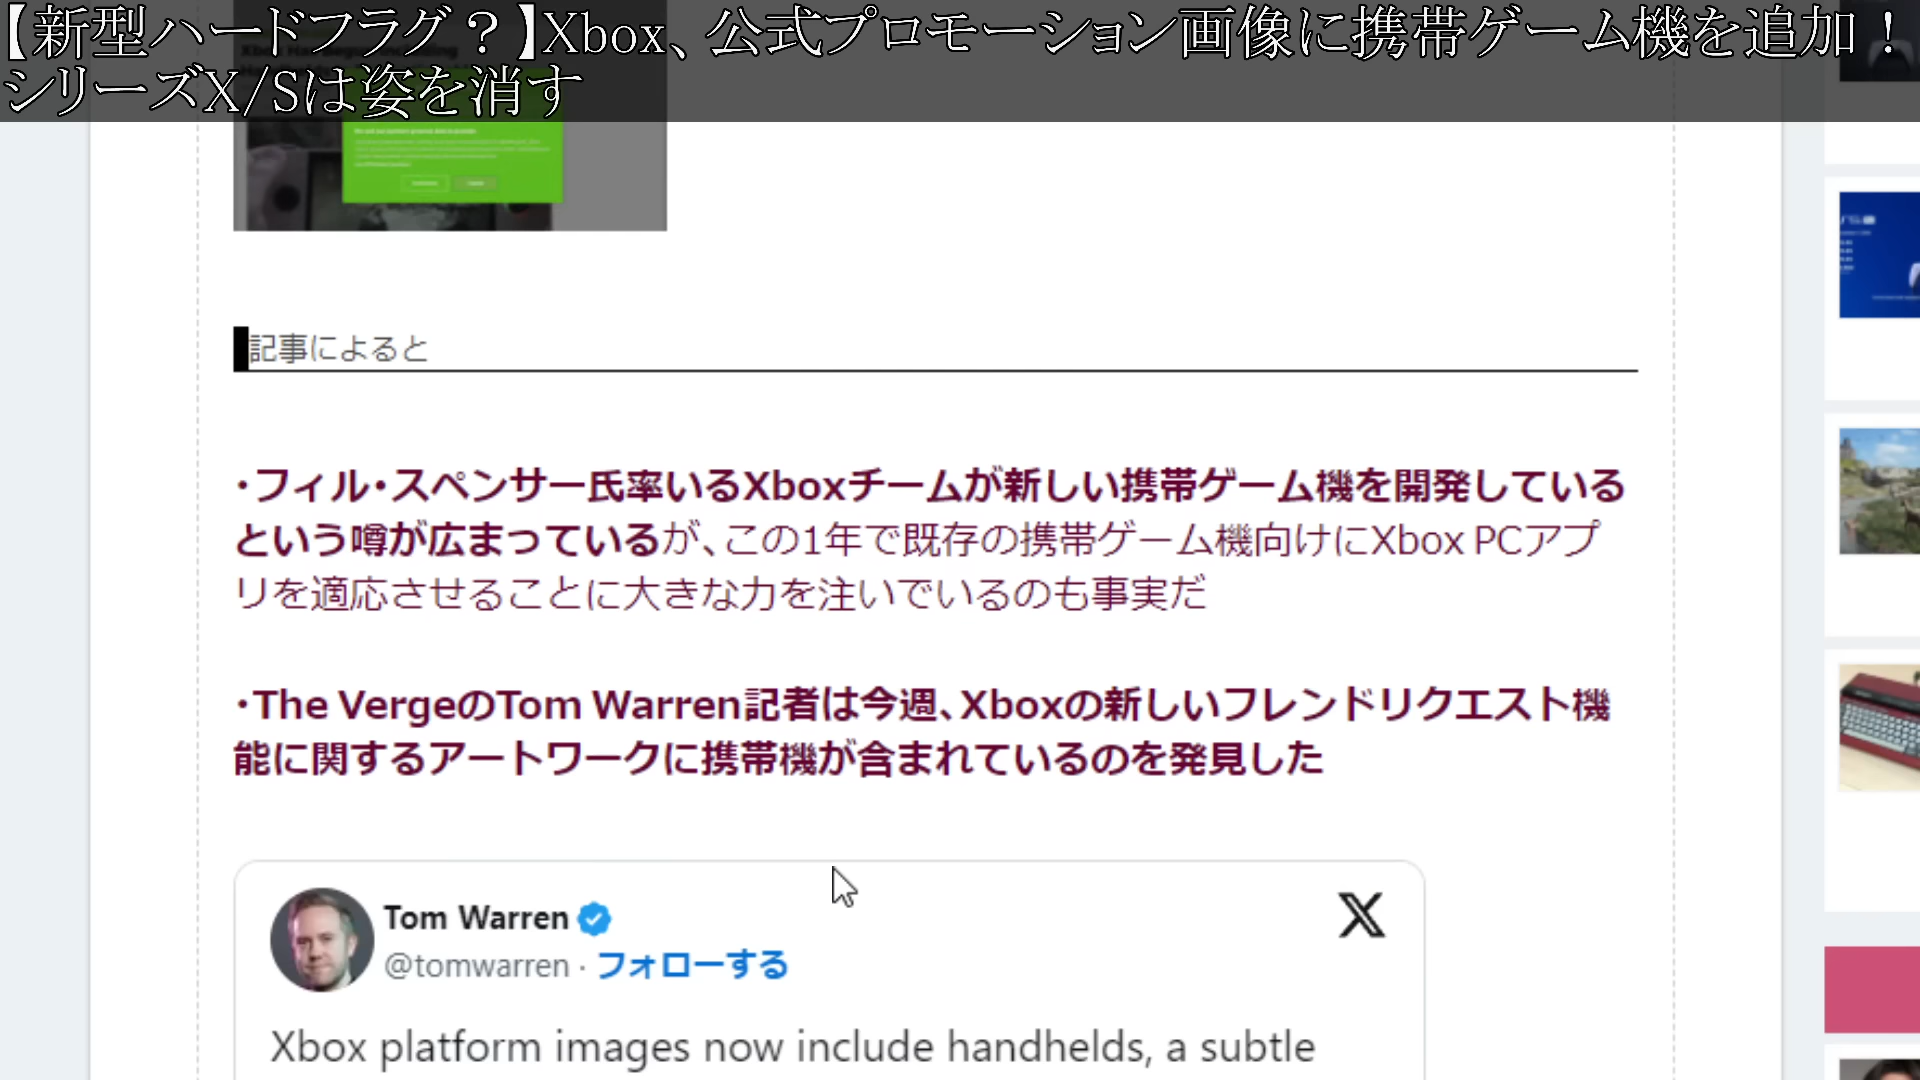 【新型ハードフラグ？】Xbox、公式プロモーション画像に携帯ゲーム機を追加！
シリーズX/Sは姿を消す
記事によると
・フィル・スペンサー氏率いるXboxチームが新しい携帯ゲーム機を開発している
という噂が広まっているが、この1年で既存の携帯ゲーム機向けにXbox PCアプ
リを適応させることに大きな力を注いでいるのも事実だ
・The VergeのTom Warren記者は今週、Xboxの新しいフレンドリクエスト機
能に関するアートワークに携帯機が含まれているのを発見した
Tom Warren
@tomwarren · フォローする
Xbox platform images now include handhelds, a subtle